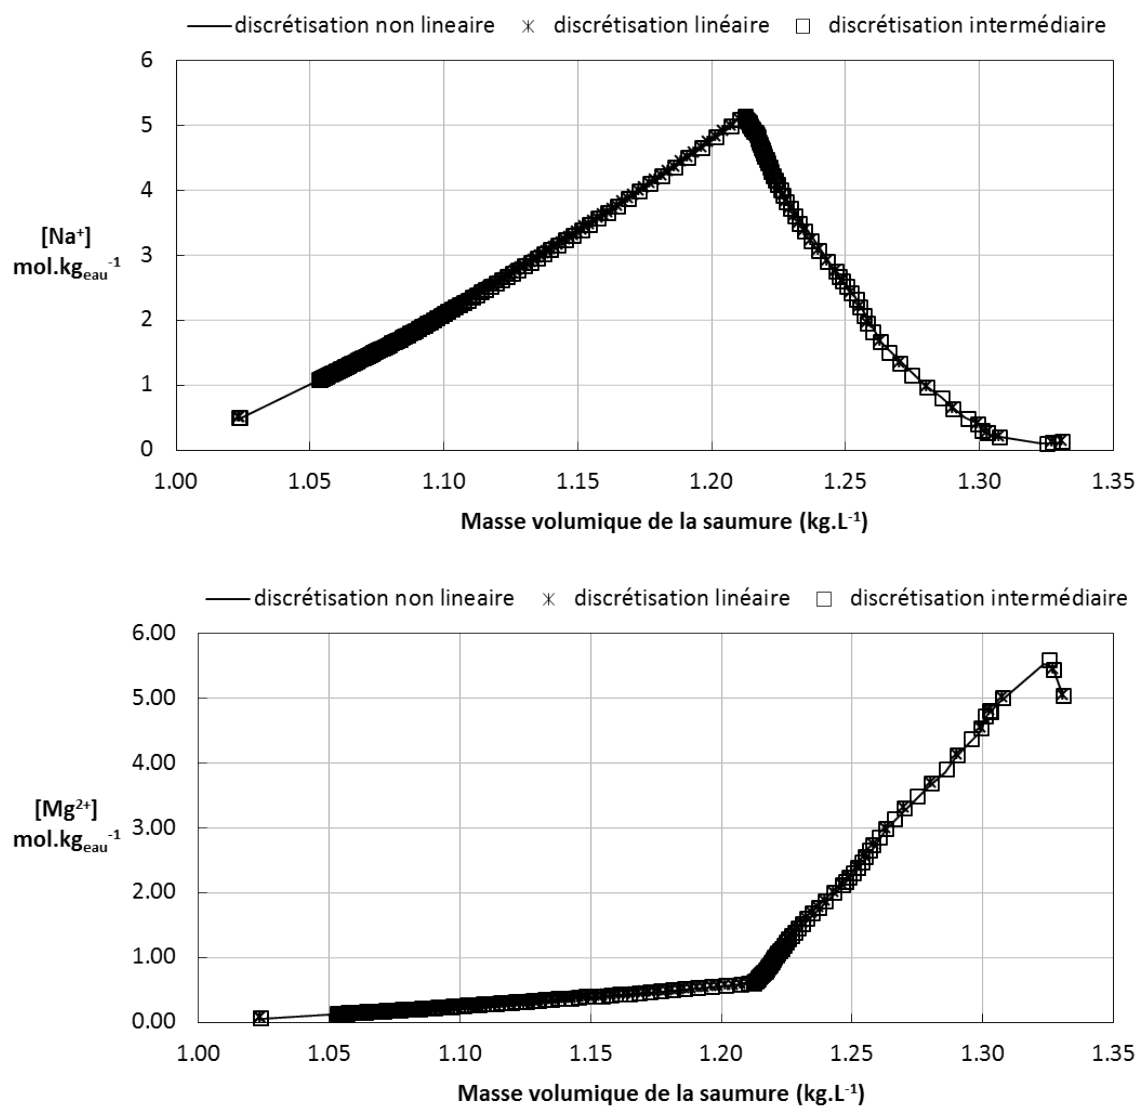 discrétisation non lineaire discrétisation linéaire discrétisation intermédiaire
6
5
4
3
2
1
0
[Na⁺]
mol.kgeau⁻¹
1.00 1.05 1.10 1.15 1.20 1.25 1.30 1.35
Masse volumique de la saumure (kg.L⁻¹)
discrétisation non lineaire discrétisation linéaire discrétisation intermédiaire
6.00
5.00
4.00
3.00
2.00
1.00
0.00
[Mg²⁺]
mol.kgeau⁻¹
1.00 1.05 1.10 1.15 1.20 1.25 1.30 1.35
Masse volumique de la saumure (kg.L⁻¹)